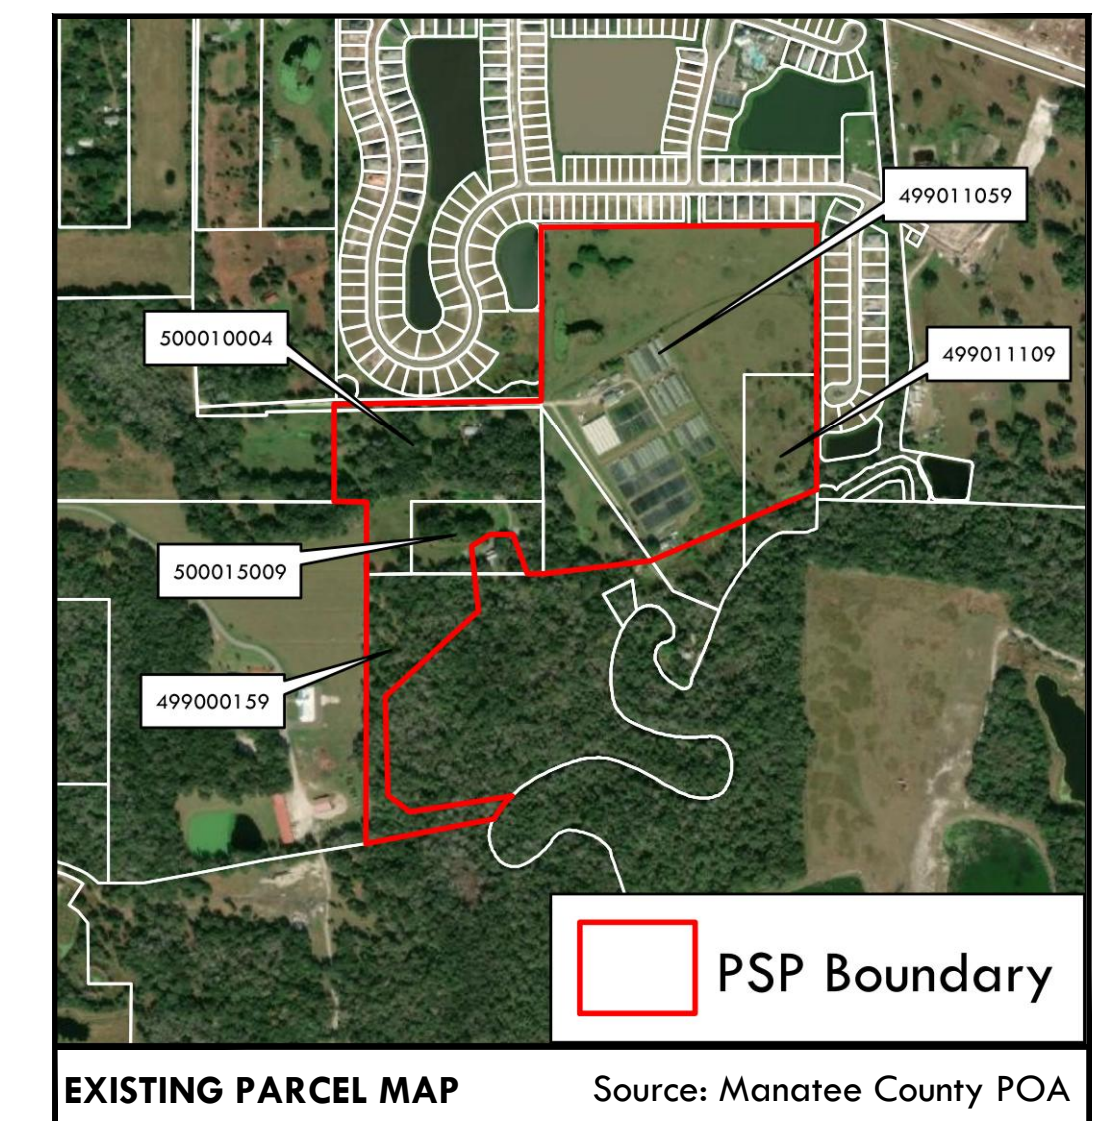 499011059
500010004
499011109
500015009
499000159
PSP Boundary
EXISTING PARCEL MAP
Source: Manatee County POA